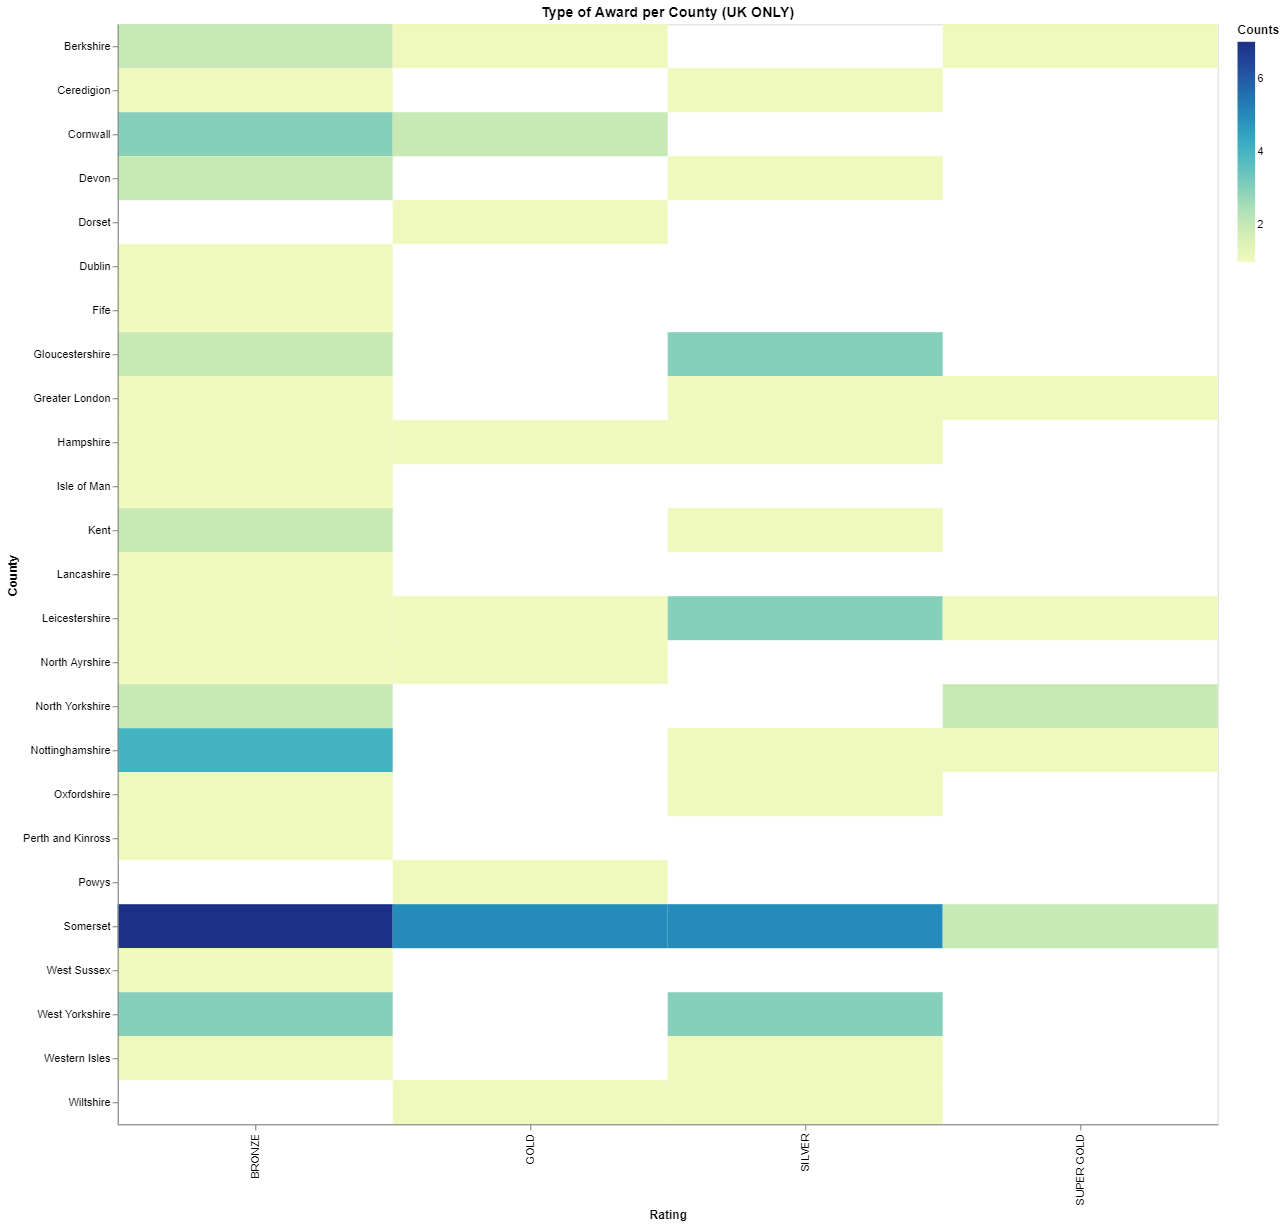 Type of Award per County (UK ONLY)
Counts
6
4
2
County
Berkshire
Ceredigion
Cornwall
Devon
Dorset
Dublin
Fife
Gloucestershire
Greater London
Hampshire
Isle of Man
Kent
Lancashire
Leicestershire
North Ayrshire
North Yorkshire
Nottinghamshire
Oxfordshire
Perth and Kinross
Powys
Somerset
West Sussex
West Yorkshire
Western Isles
Wiltshire
BRONZE
GOLD
SILVER
SUPER GOLD
Rating